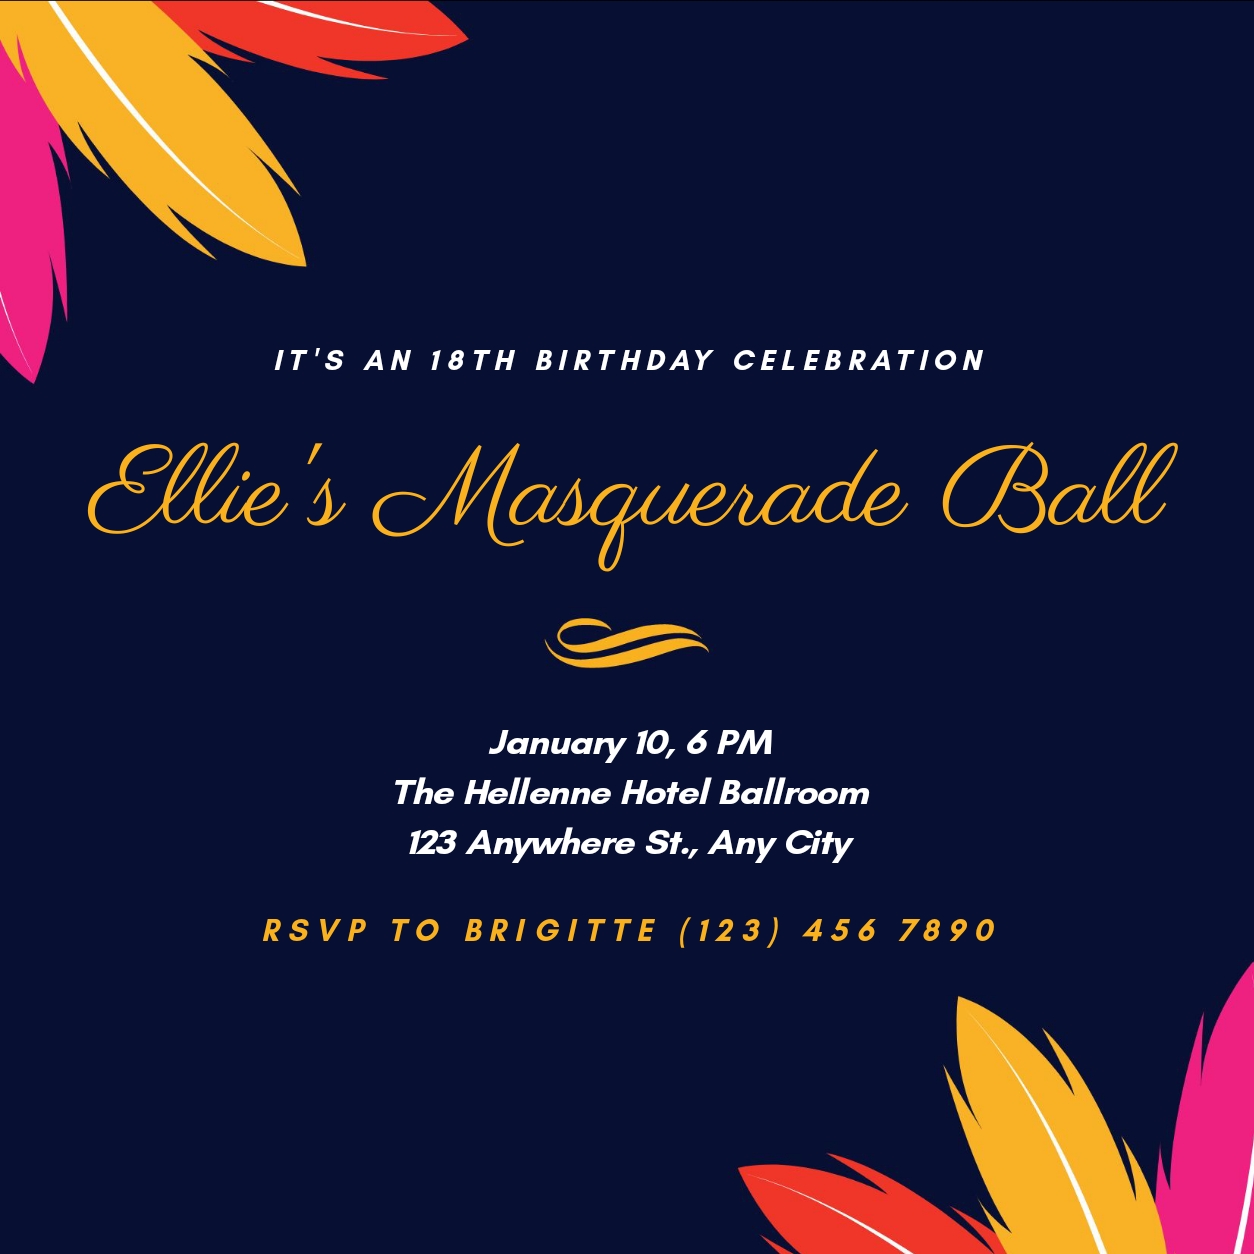 IT'S AN 18TH BIRTHDAY CELEBRATION
Ellie's Masquerade Ball
January 10, 6 PM
The Hellenne Hotel Ballroom
123 Anywhere St., Any City
RSVP TO BRIGITTE (123) 456 7890